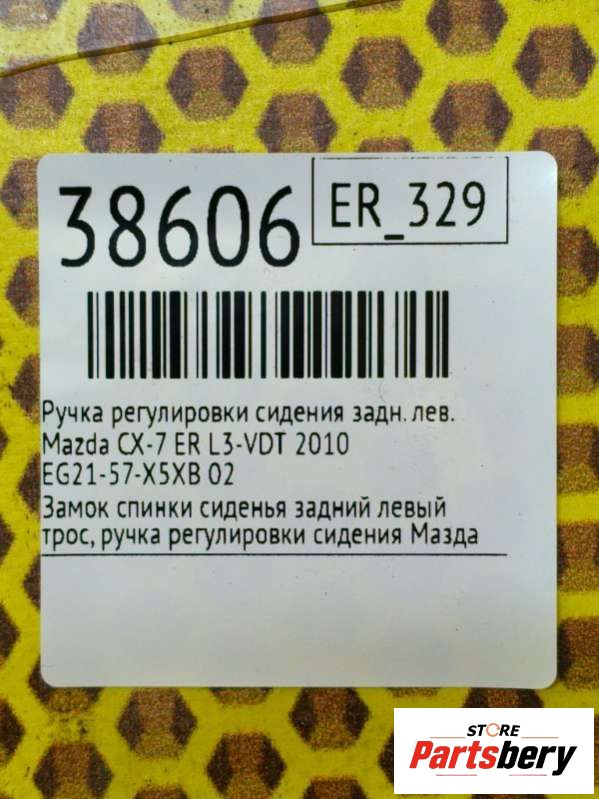 38606
ER_329
Ручка регулировки сидения задн. лев.
Mazda CX-7 ER L3-VDT 2010
EG21-57-X5XB 02
Замок спинки сиденья задний левый
трос, ручка регулировки сидения Мазда
STORE
Partsbery